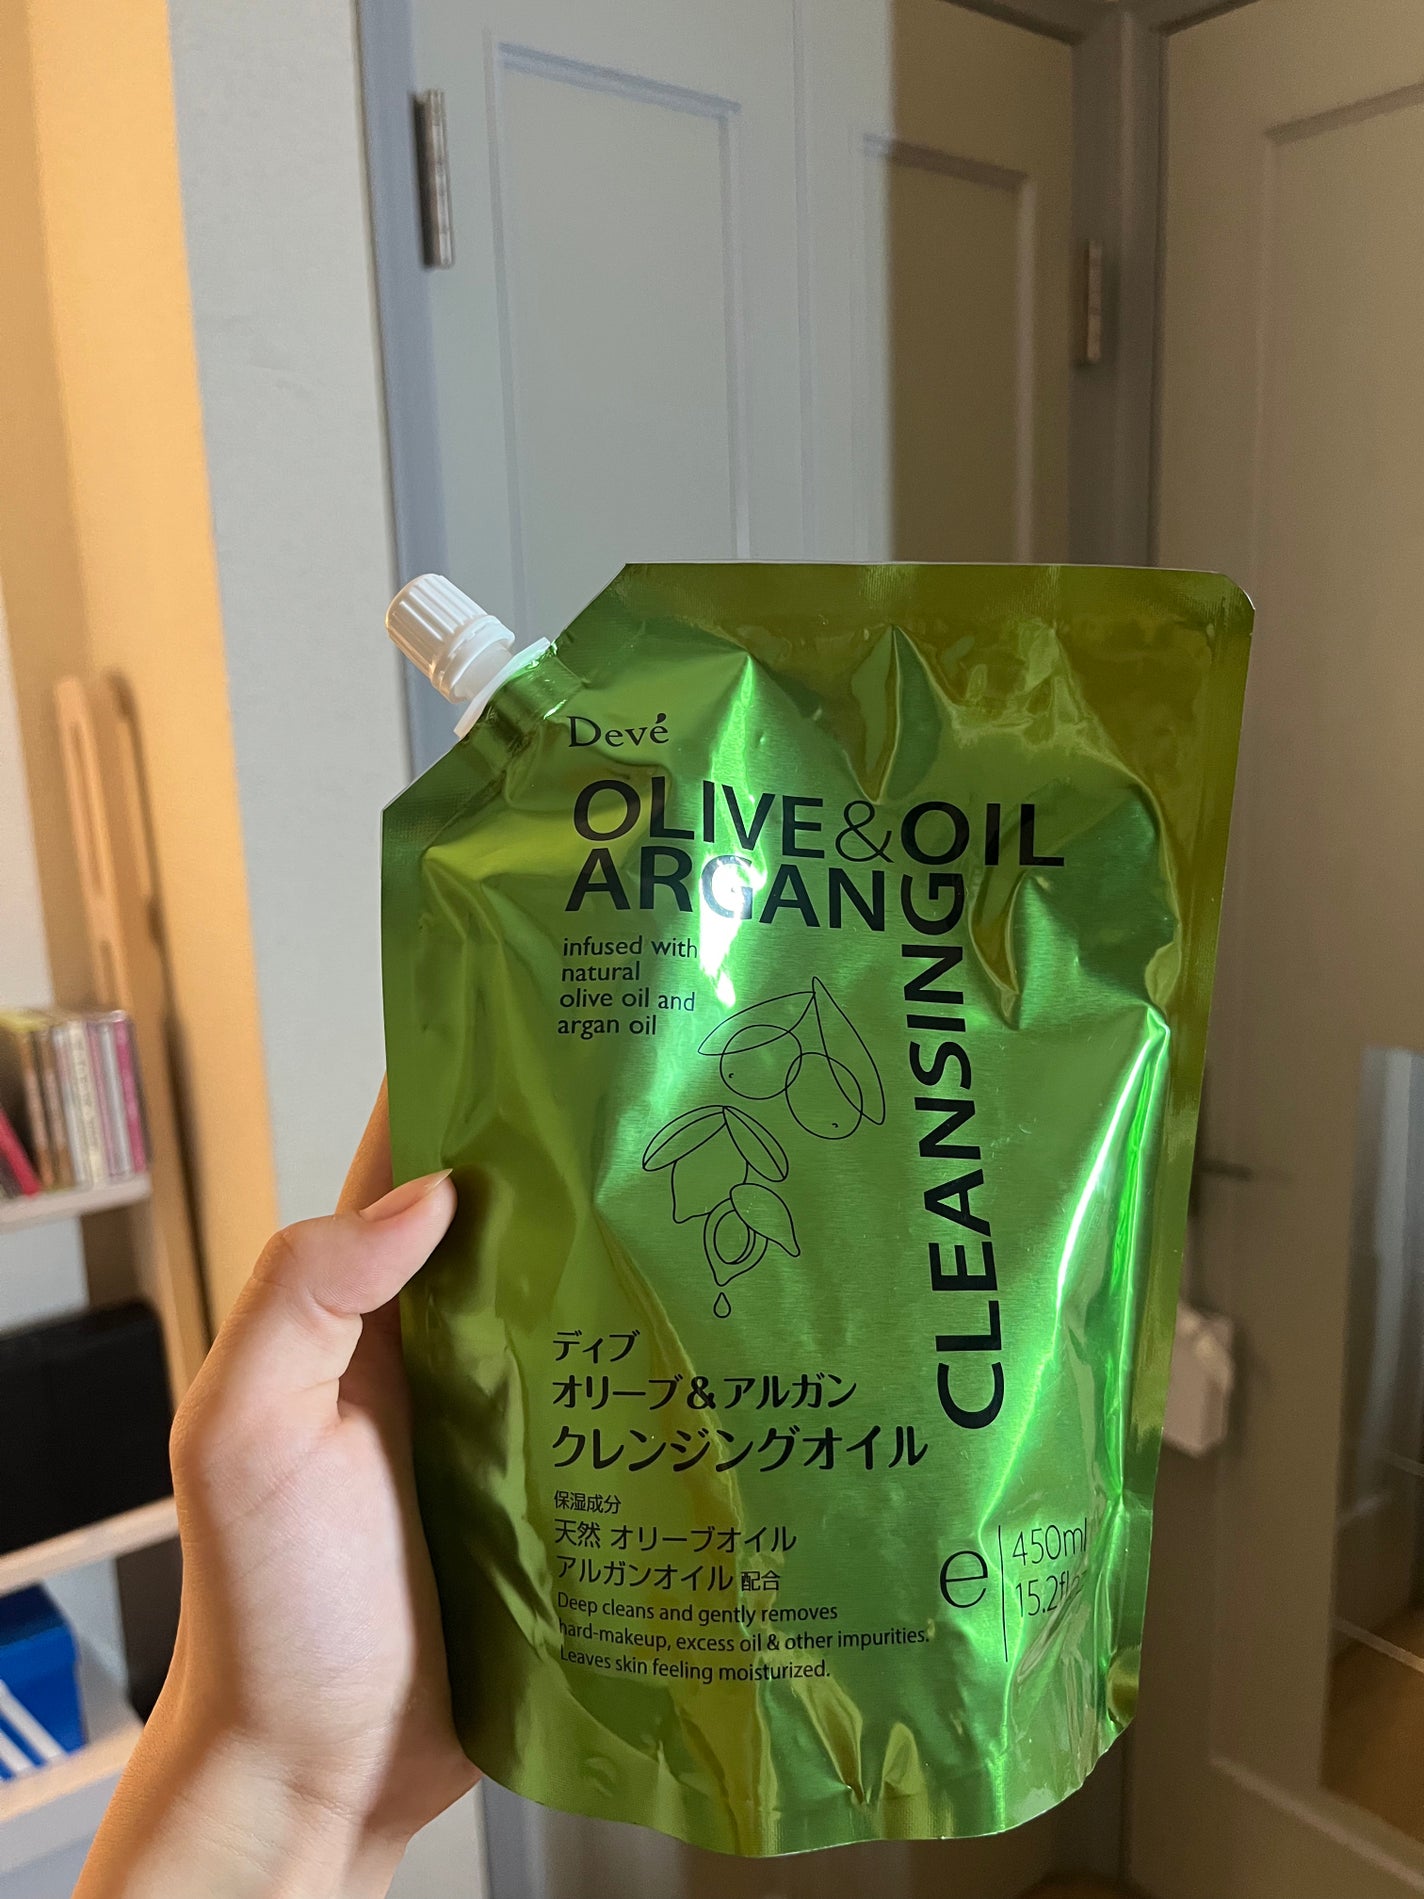 Devé
OLIVE&OIL
ARGAN
CLEANSING
infused with
natural
olive oil and
argan oil
ディブ
オリーブ&アルガン
クレンジングオイル
保湿成分
天然 オリーブオイル
アルガンオイル 配合
Deep cleans and gently removes
hard-makeup, excess oil & other impurities.
Leaves skin feeling moisturized.
e
450ml
15.2fl